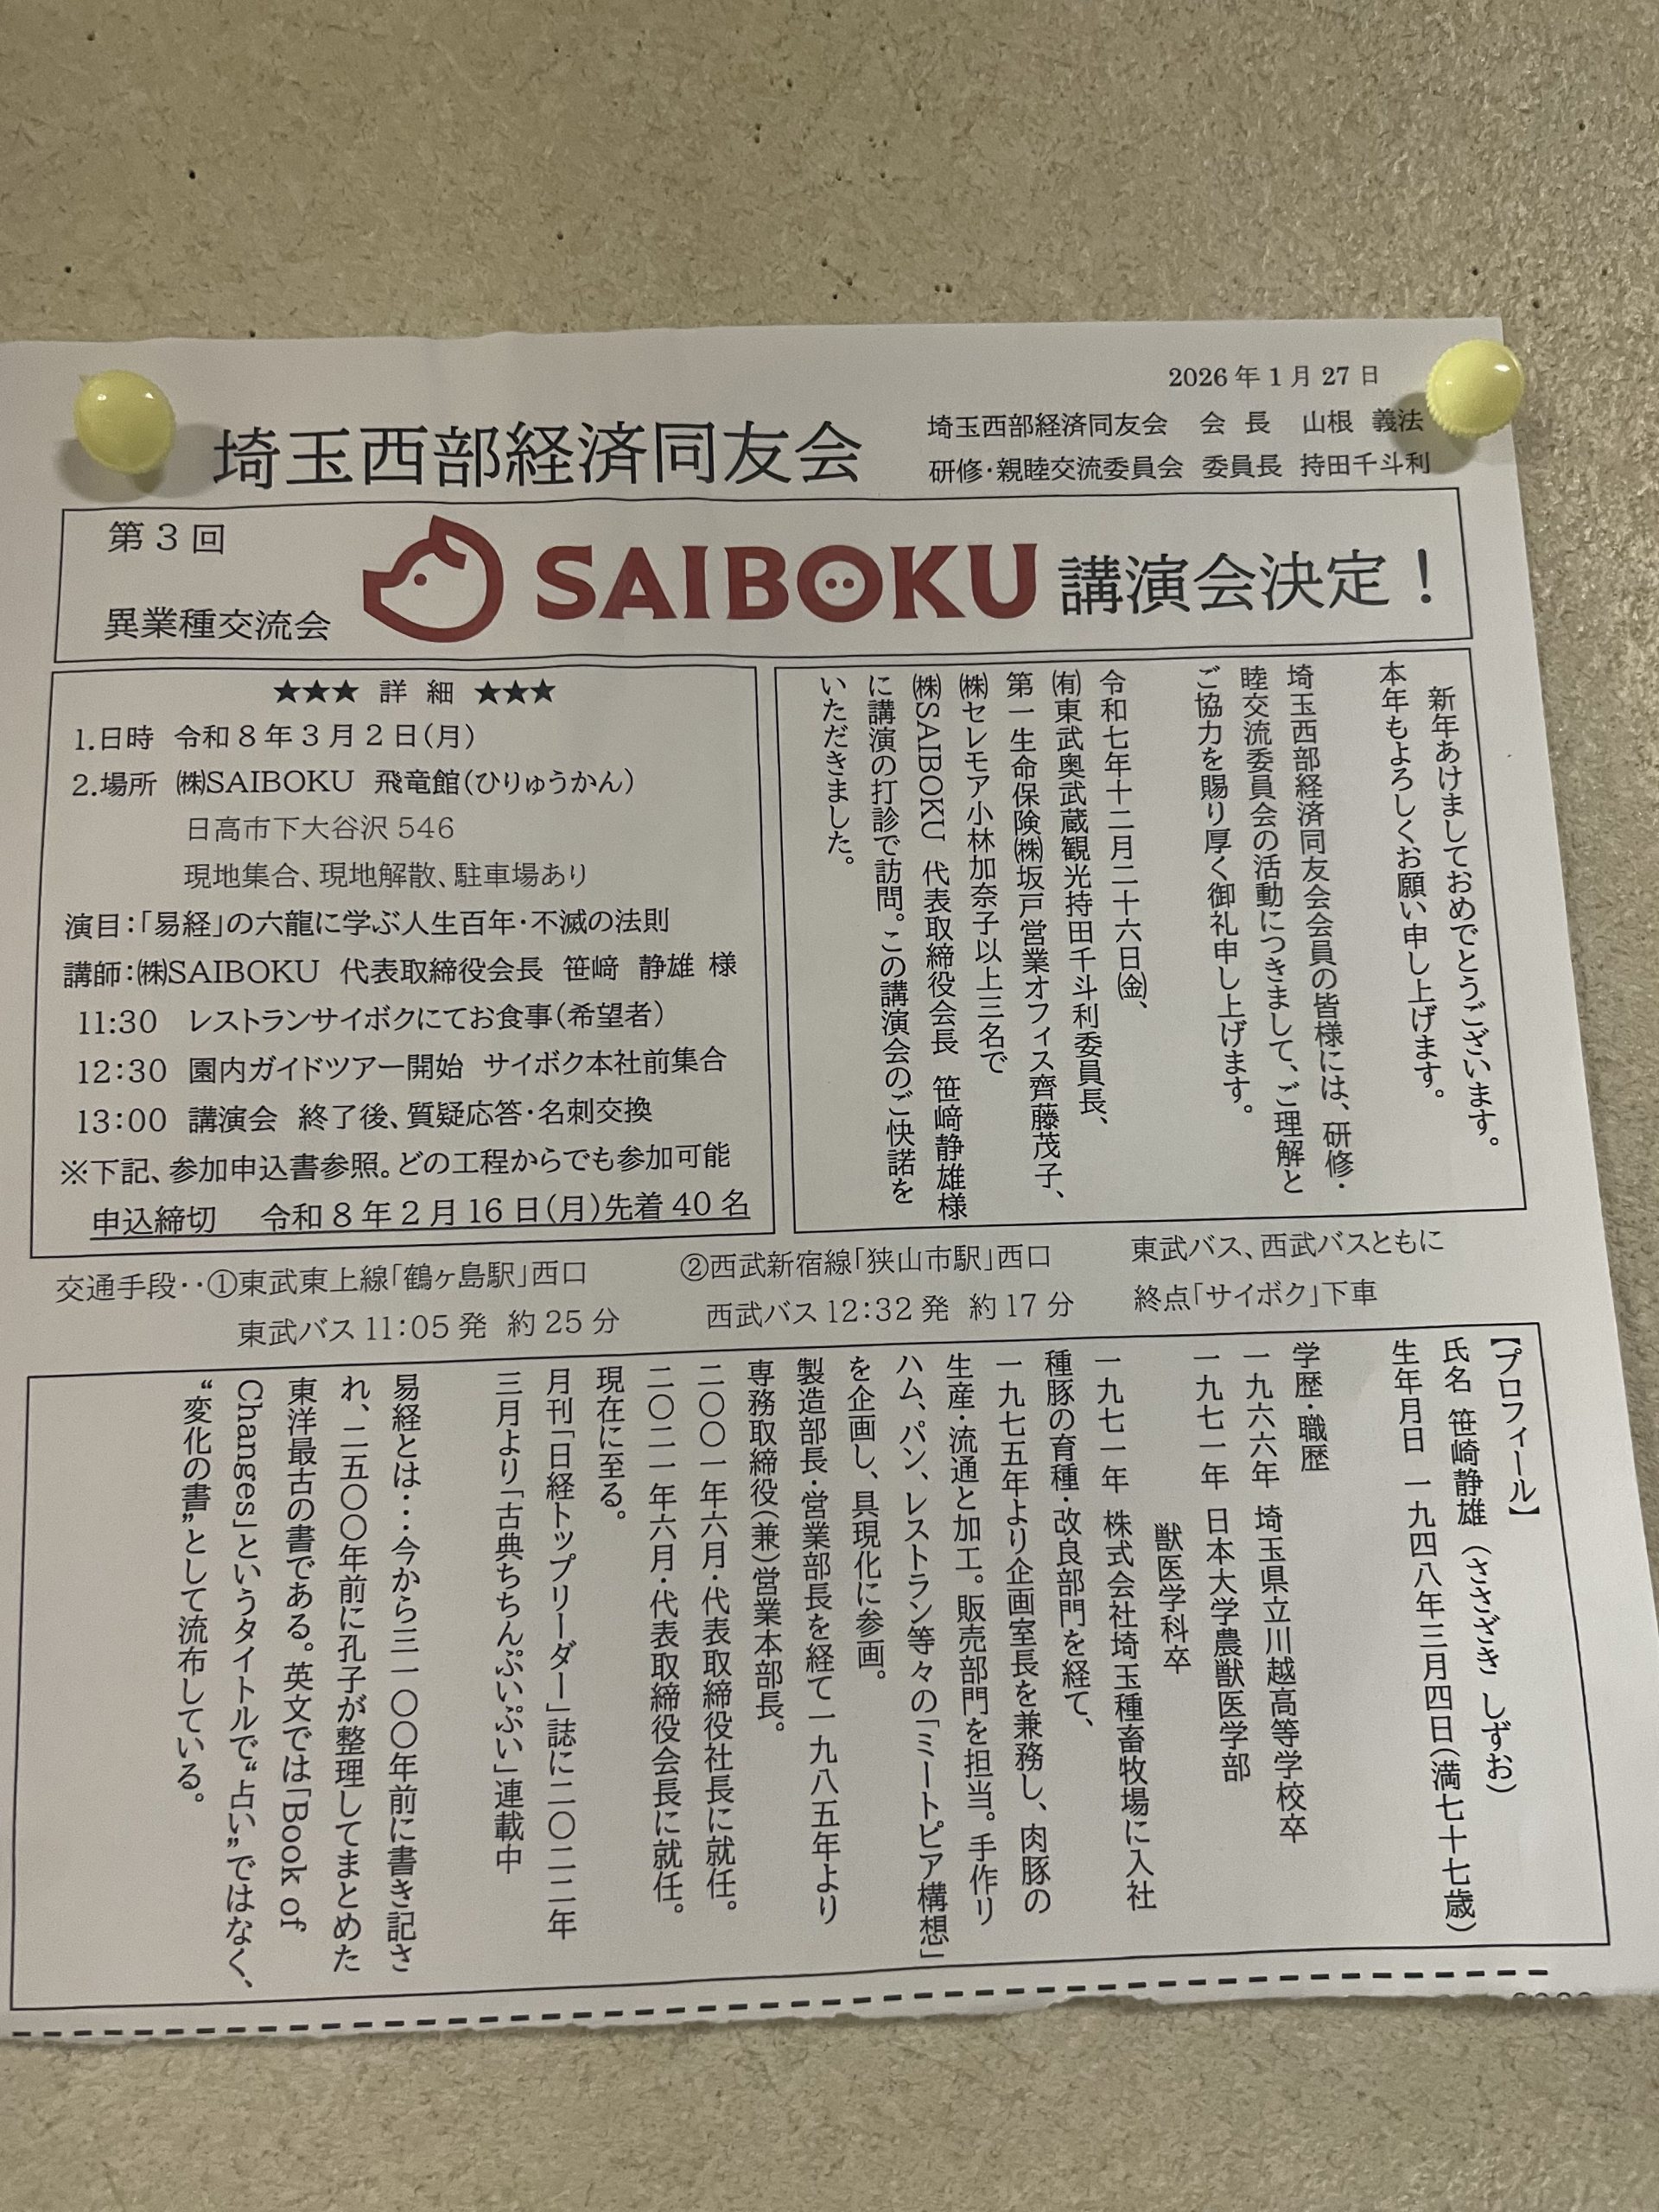 2026年1月27日
埼玉西部経済同友会
埼玉西部経済同友会 会 長 山根 義法
研修・親睦交流委員会 委員長 持田千斗利
第3回
異業種交流会
SAIBOKU 講演会決定！
新年あけましておめでとうございます。
本年もよろしくお願い申し上げます。
埼玉西部経済同友会会員の皆様には、研修・
睦交流委員会の活動につきまして、ご理解と
ご協力を賜り厚く御礼申し上げます。
令和七年十二月二十六日㈮、
㈲東武奥武蔵観光持田千斗利委員長、
第一生命保険㈱坂戸営業オフィス齊藤茂子、
㈱セレモア小林加奈子以上三名で
㈱SAIBOKU 代表取締役会長 笹﨑静雄様
に講演の打診で訪問。この講演会のご快諾を
いただきました。
★★★ 詳 細 ★★★
1.日時 令和8年3月2日(月)
2.場所 ㈱SAIBOKU 飛竜館(ひりゅうかん)
日高市下大谷沢546
現地集合、現地解散、駐車場あり
演目：「易経」の六龍に学ぶ人生百年・不滅の法則
講師：㈱SAIBOKU 代表取締役会長 笹﨑 静雄 様
11:30 レストランサイボクにてお食事(希望者)
12:30 園内ガイドツアー開始 サイボク本社前集合
13:00 講演会 終了後、質疑応答・名刺交換
※下記、参加申込書参照。どの工程からでも参加可能
申込締切 令和8年2月16日(月)先着40名
交通手段‥①東武東上線「鶴ヶ島駅」西口 ②西武新宿線「狭山市駅」西口 東武バス、西武バスともに
東武バス11:05発 約25分 西武バス12:32発 約17分 終点「サイボク」下車
【プロフィール】
氏名 笹崎静雄（ささざき しずお）
生年月日 一九四八年三月四日(満七十七歳)
学歴・職歴
一九六六年 埼玉県立川越高等学校卒
一九七一年 日本大学農獣医学部
獣医学科卒
一九七一年 株式会社埼玉種畜牧場に入社
種豚の育種・改良部門を経て、
一九七五年より企画室長を兼務し、肉豚の
生産・流通と加工。販売部門を担当。手作り
ハム、パン、レストラン等々の「ミートピア構想」
を企画し、具現化に参画。
製造部長・営業部長を経て一九八五年より
専務取締役(兼)営業本部長。
二〇〇一年六月・代表取締役社長に就任。
二〇二一年六月・代表取締役会長に就任。
現在に至る。
月刊「日経トップリーダー」誌に二〇二二年
三月より「古典ちちんぷいぷい」連載中
易経とは・・・今から三一〇〇年前に書き記さ
れ、二五〇〇年前に孔子が整理してまとめた
東洋最古の書である。英文では「Book of
Changes」というタイトルで“占い”ではなく、
“変化の書”として流布している。